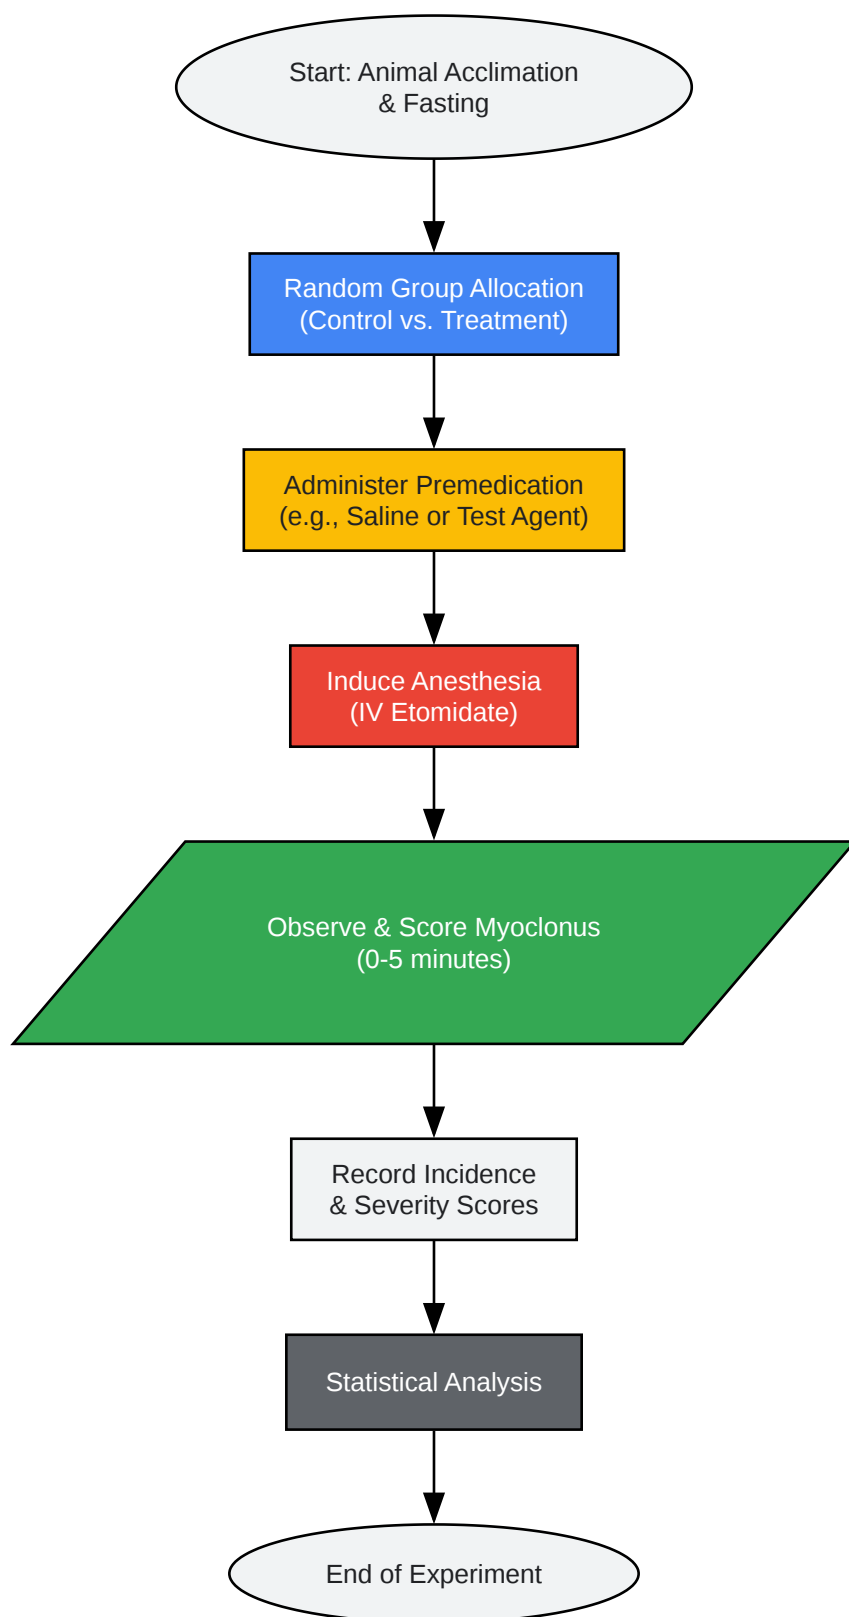 Start: Animal Acclimation
& Fasting
Random Group Allocation
(Control vs. Treatment)
Administer Premedication
(e.g., Saline or Test Agent)
Induce Anesthesia
(IV Etomidate)
Observe & Score Myoclonus
(0-5 minutes)
Record Incidence
& Severity Scores
Statistical Analysis
End of Experiment